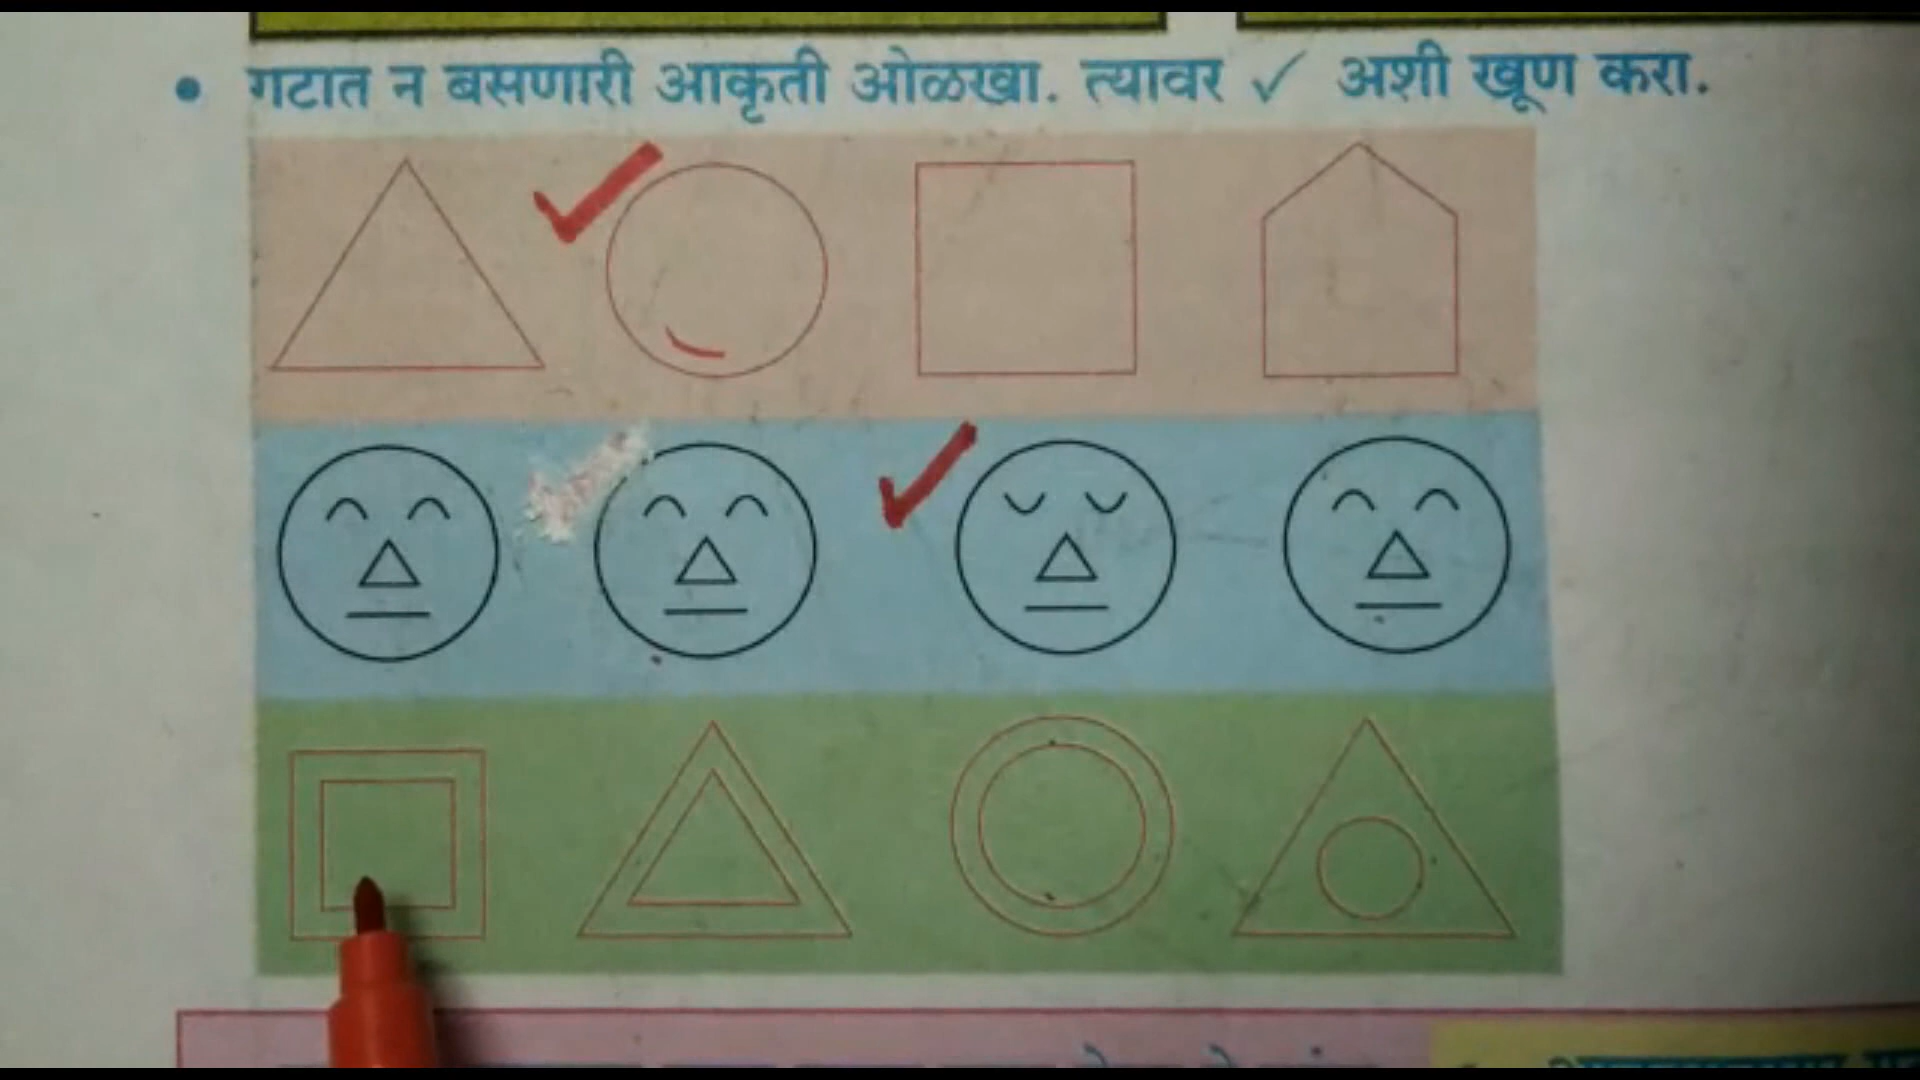 • गटात न बसणारी आकृती ओळखा. त्यावर ✓ अशी खूण करा.